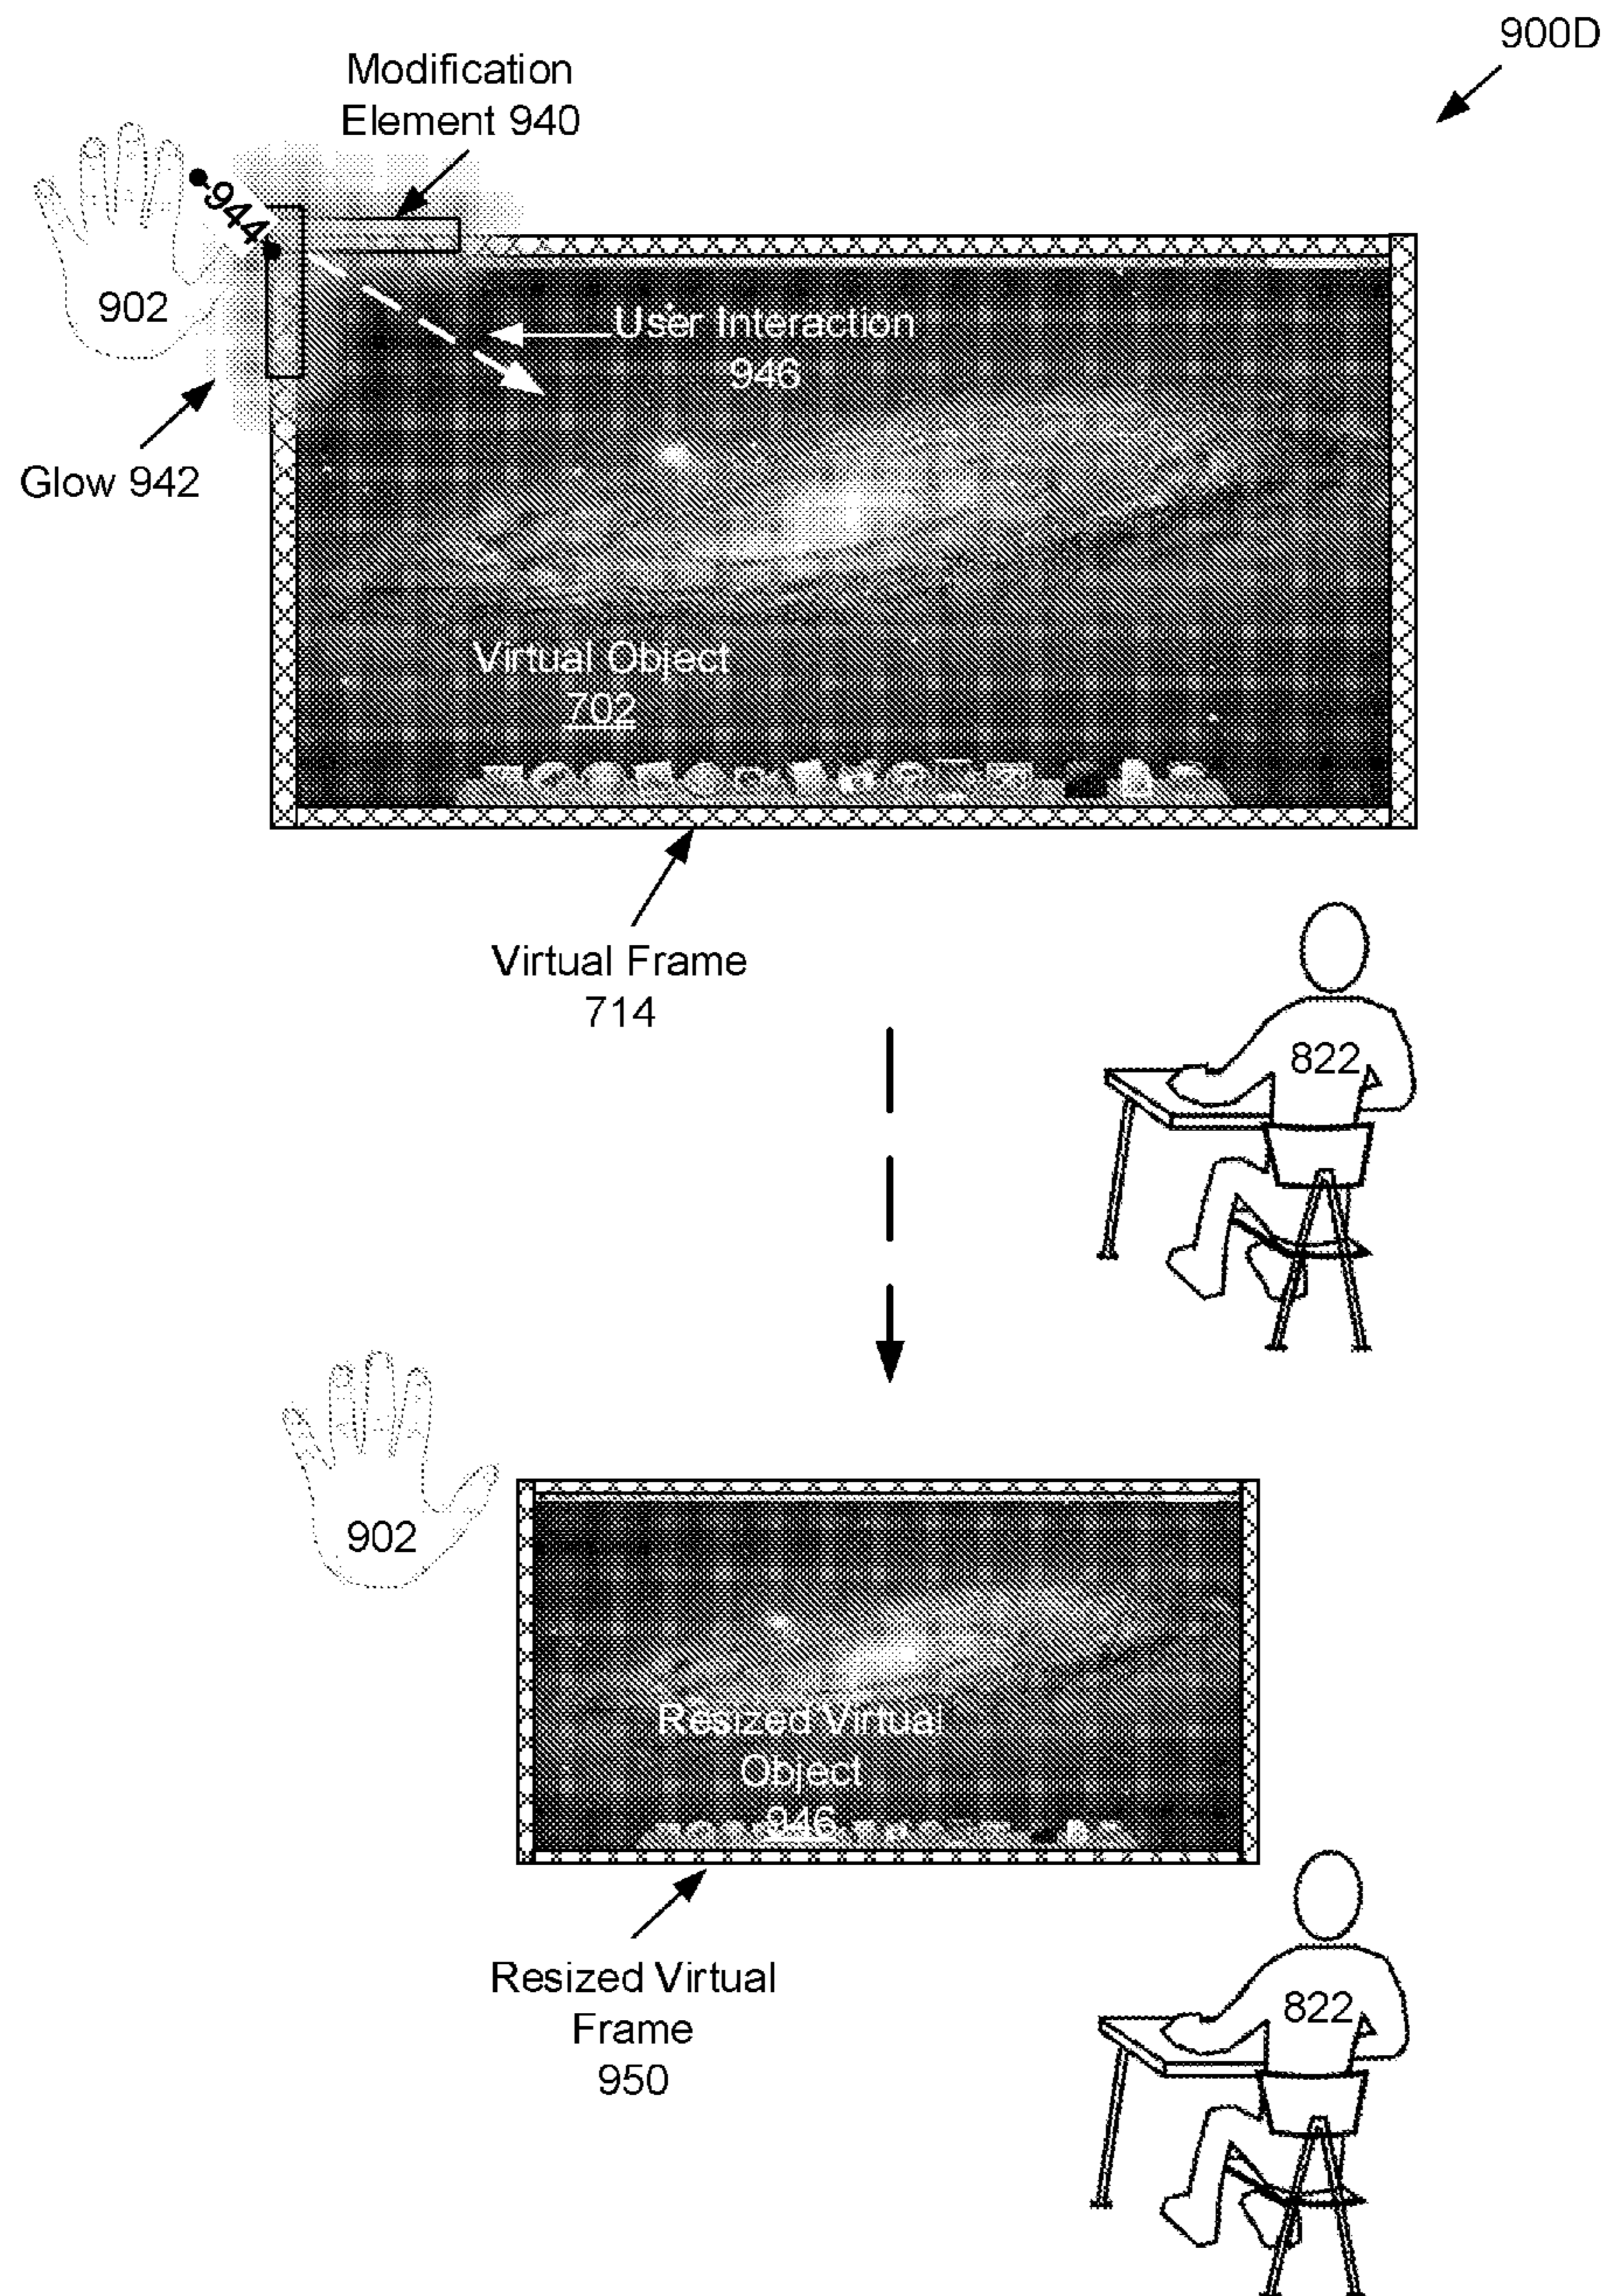 900D
Modification
Element 940
944
902
User Interaction
946
Glow 942
Virtual Object
702
Virtual Frame
714
822
902
Resized Virtual
Object
946
Resized Virtual
Frame
950
822